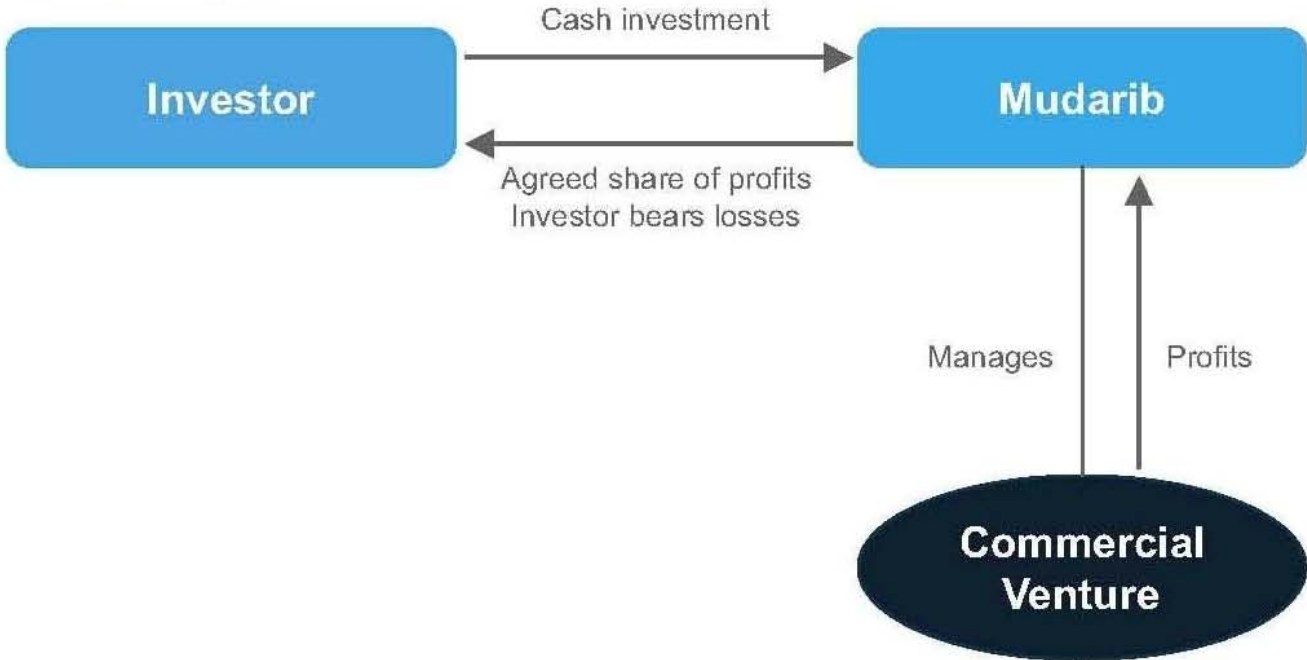 Cash investment
Investor
Mudarib
Agreed share of profits
Investor bears losses
Manages
Profits
Commercial
Venture